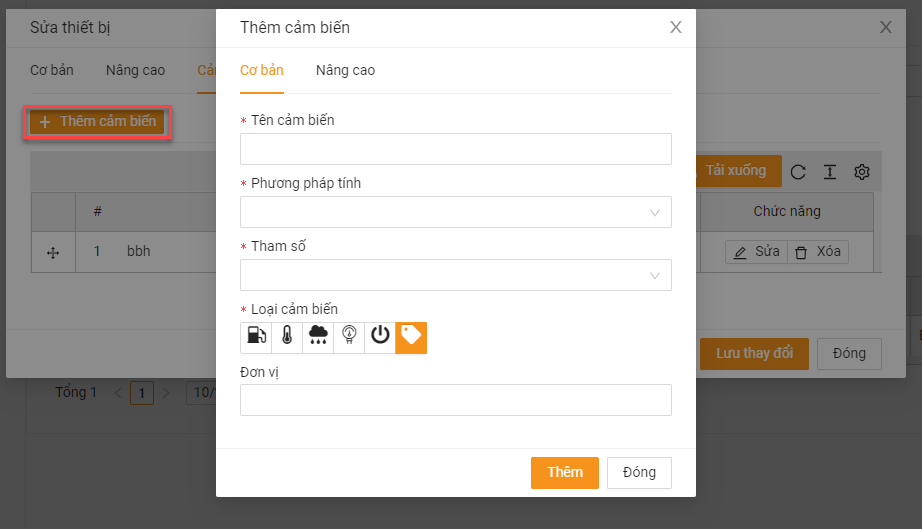 Sửa thiết bị
Thêm cảm biến
Cơ bản Nâng cao
Cơ bản Nâng cao
+ Thêm cảm biến
* Tên cảm biến
Tải xuống
* Phương pháp tính
# Chức năng
* Tham số
1 bbh Sửa Xóa
* Loại cảm biến
Lưu thay đổi Đóng
Đơn vị
Tổng 1 < 1 >
Thêm Đóng